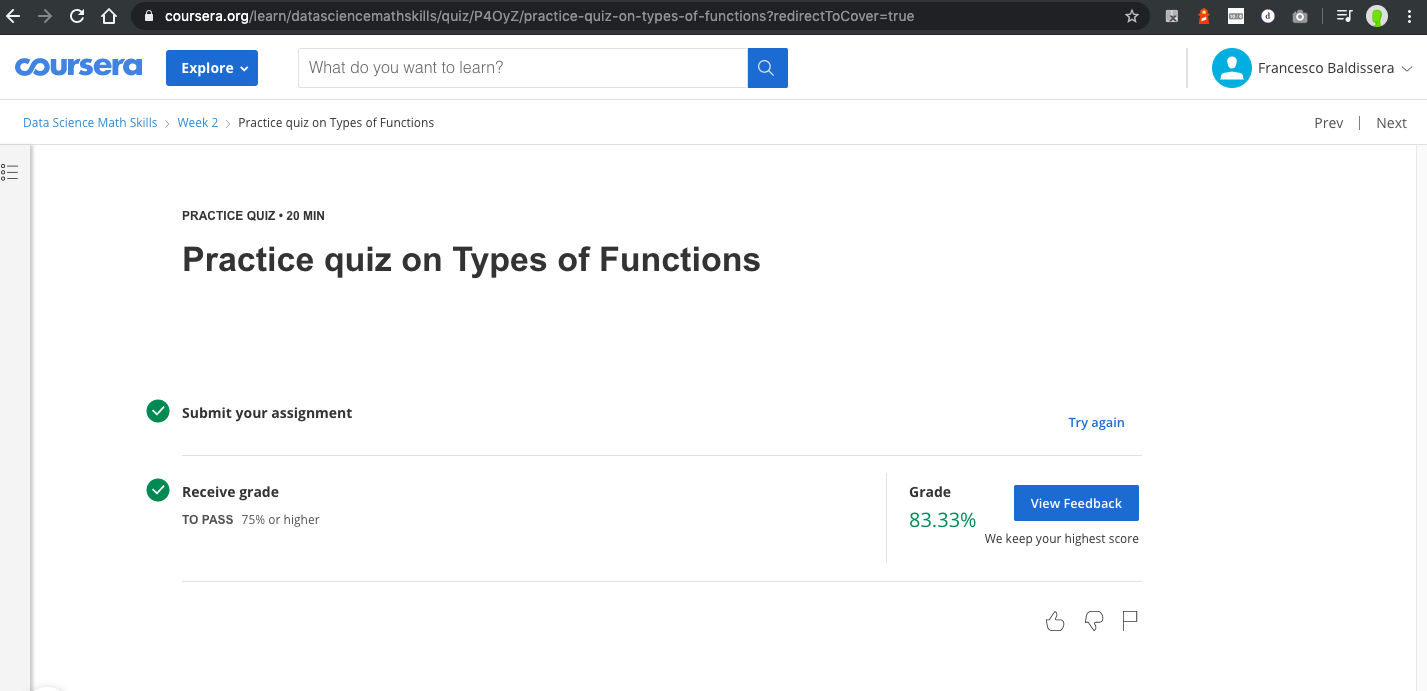 coursera.org/learn/datasciencemathskills/quiz/P4OyZ/practice-quiz-on-types-of-functions?redirectToCover=true
coursera
Explore
What do you want to learn?
Francesco Baldissera
Data Science Math Skills > Week 2 > Practice quiz on Types of Functions
Prev | Next
PRACTICE QUIZ • 20 MIN
Practice quiz on Types of Functions
Submit your assignment
Try again
Receive grade
TO PASS 75% or higher
Grade
83.33%
View Feedback
We keep your highest score